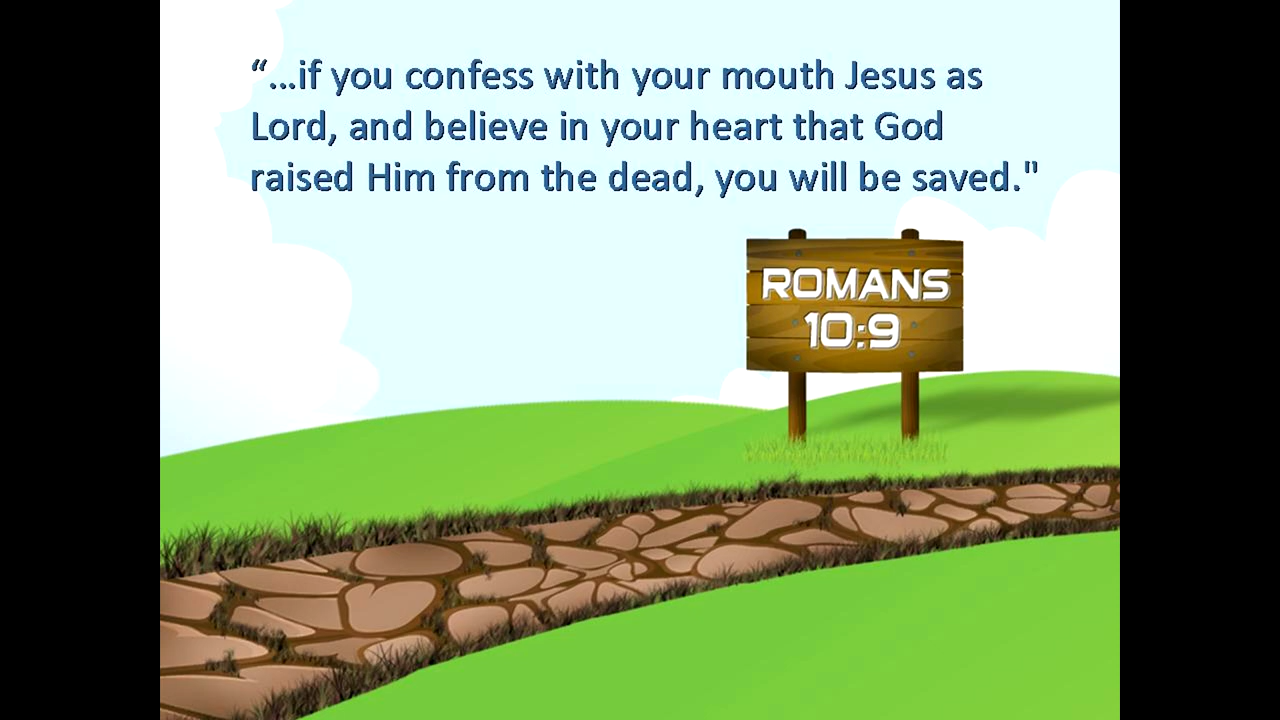 “…if you confess with your mouth Jesus as
Lord, and believe in your heart that God
raised Him from the dead, you will be saved."
ROMANS
10:9